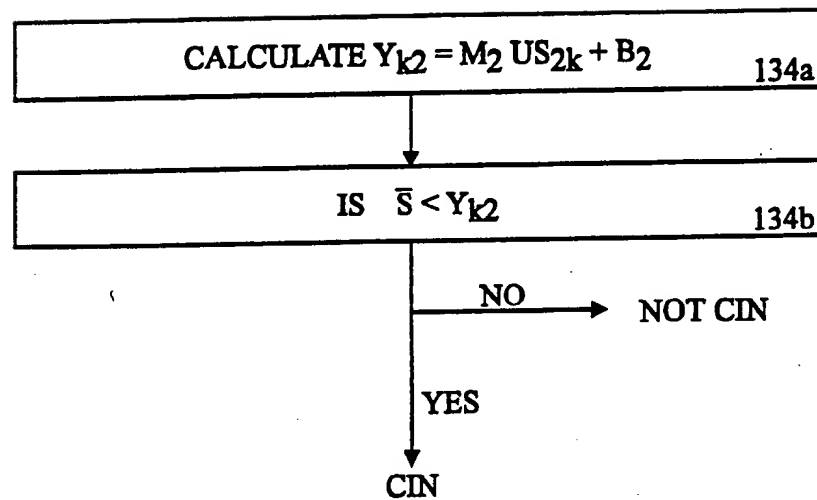 CALCULATE Yk2 = M2 US2k + B2
134a
IS S̅ < Yk2
134b
NO
NOT CIN
YES
CIN